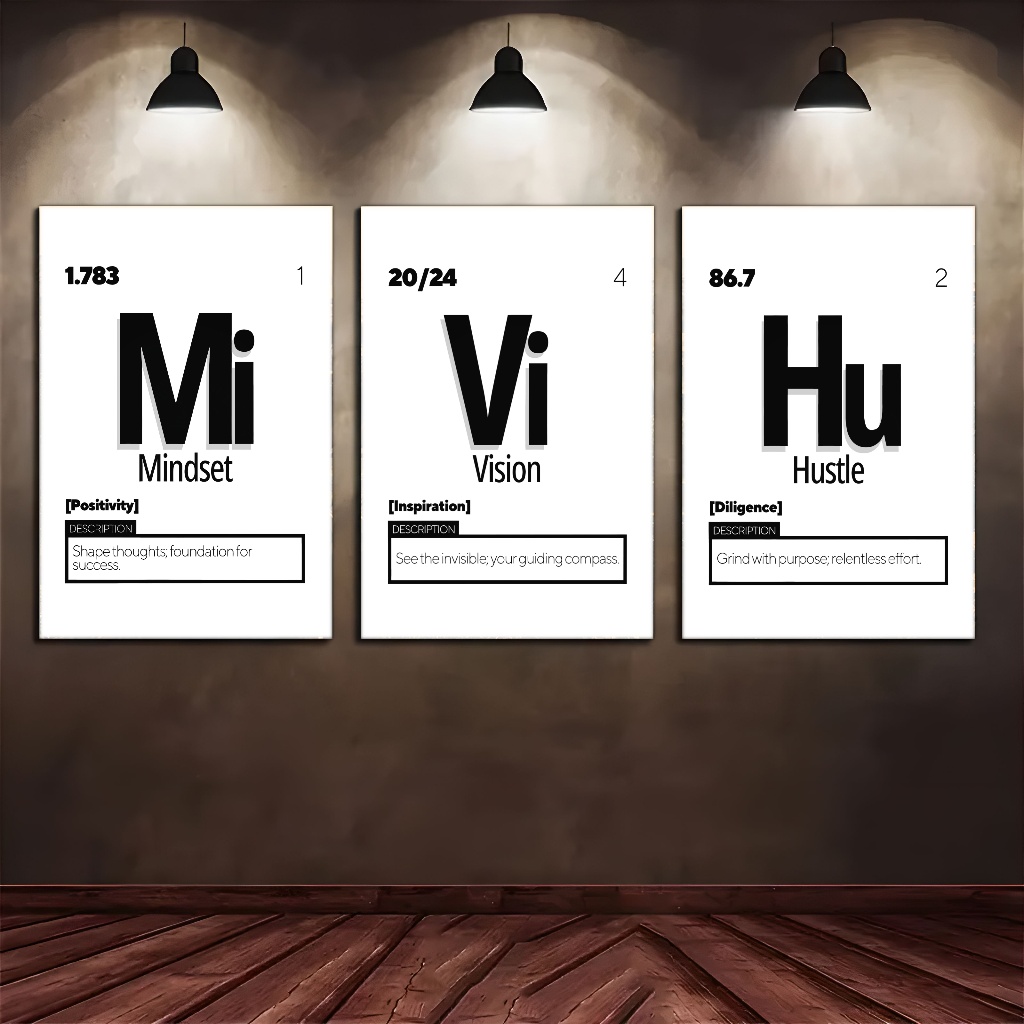 1.783 1
Mi
Mindset
[Positivity]
DESCRIPTION
Shape thoughts; foundation for
success.
20/24 4
Vi
Vision
[Inspiration]
DESCRIPTION
See the invisible; your guiding compass.
86.7 2
Hu
Hustle
[Diligence]
DESCRIPTION
Grind with purpose; relentless effort.